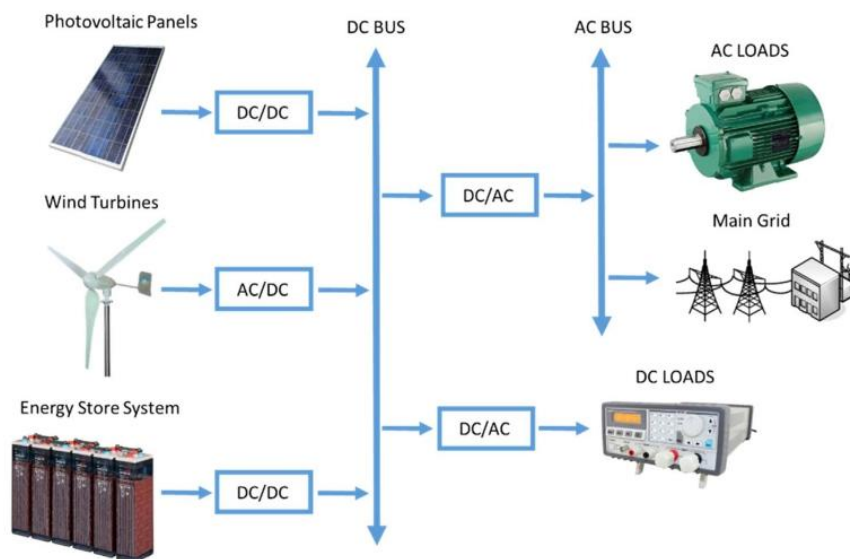 Photovoltaic Panels
DC BUS
AC BUS
AC LOADS
DC/DC
Wind Turbines
DC/AC
Main Grid
AC/DC
Energy Store System
DC LOADS
DC/AC
DC/DC